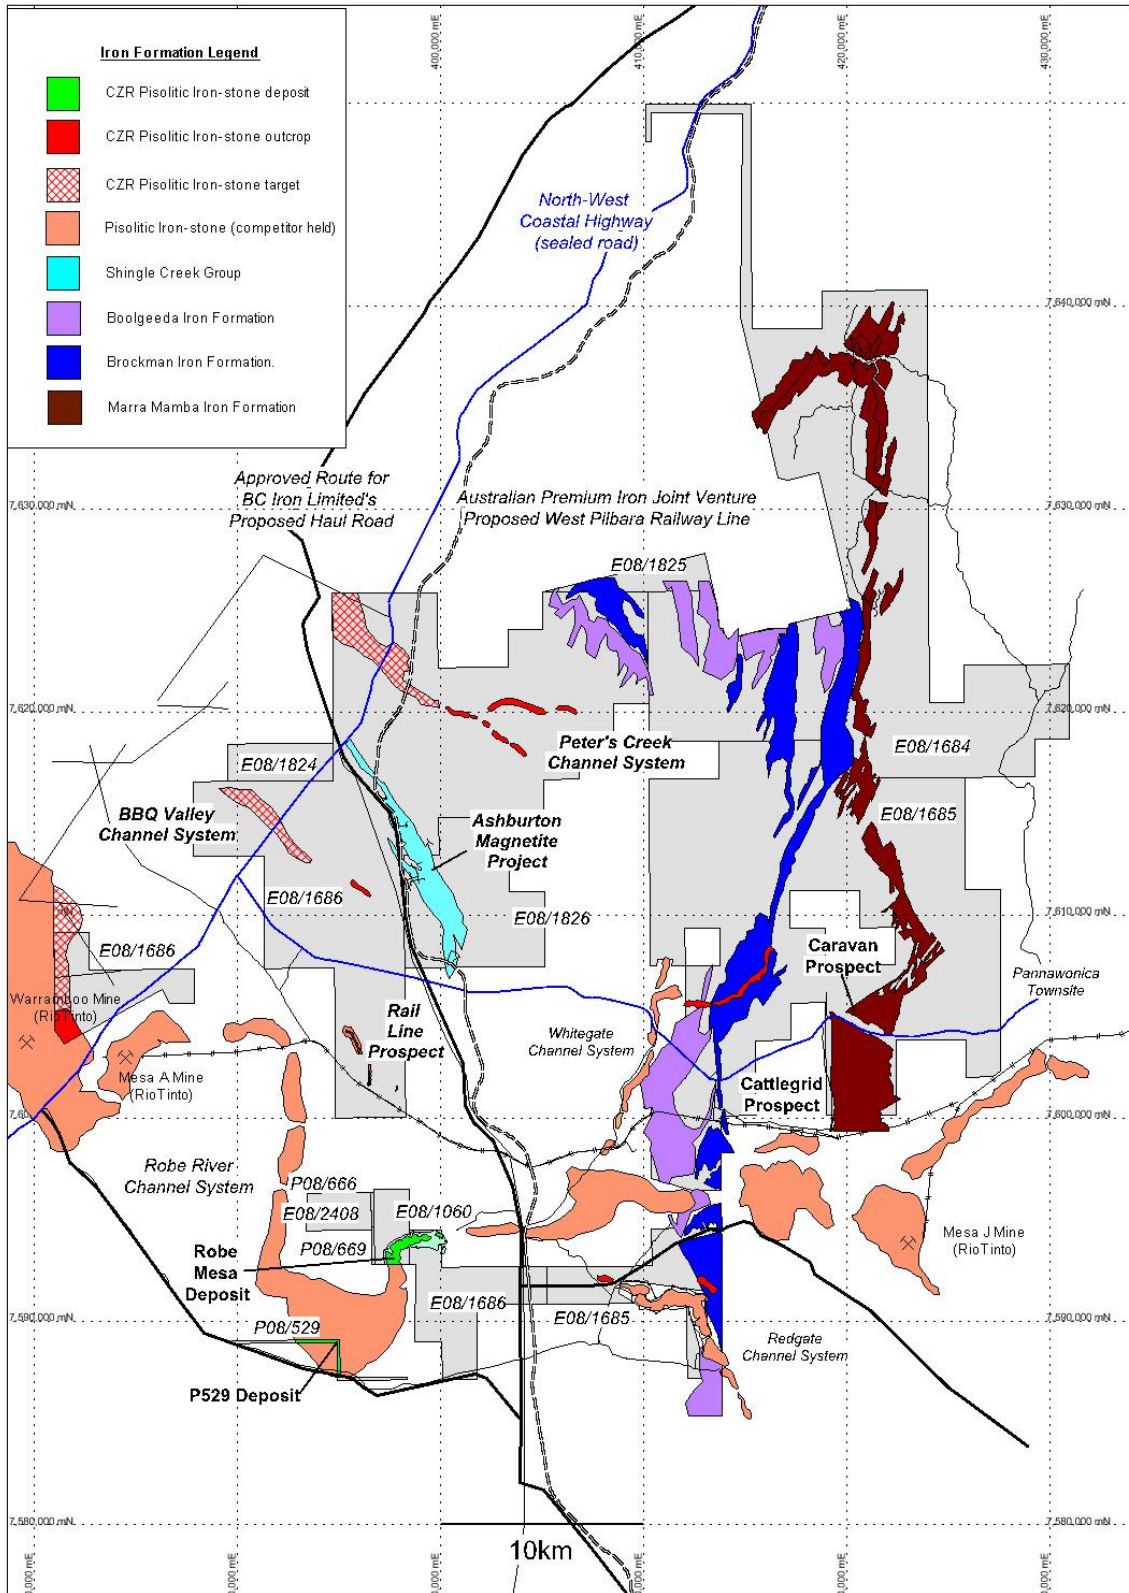 Iron Formation Legend
CZR Pisolitic Iron-stone deposit
CZR Pisolitic Iron-stone outcrop
CZR Pisolitic Iron-stone target
Pisolitic Iron-stone (competitor held)
Shingle Creek Group
Boolgeeda Iron Formation
Brockman Iron Formation.
Marra Mamba Iron Formation
400,000 mE
410,000 mE
420,000 mE
430,000 mE
North-West
Coastal Highway
(sealed road)
7,640,000 mN
Approved Route for
BC Iron Limited's
Proposed Haul Road
Australian Premium Iron Joint Venture
Proposed West Pilbara Railway Line
7,630,000 mN
7,630,000 mN
E08/1825
7,620,000 mN
7,620,000 mN
Peter's Creek
Channel System
E08/1684
E08/1824
BBQ Valley
Channel System
Ashburton
Magnetite
Project
E08/1685
E08/1686
E08/1826
7,610,000 mN
E08/1686
Caravan
Prospect
Pannawonica
Townsite
Warramboo Mine
(RioTinto)
Rail
Line
Prospect
Whitegate
Channel System
Mesa A Mine
(RioTinto)
Cattlegrid
Prospect
7,600,000 mN
Robe River
Channel System
P08/666
E08/2408
E08/1060
P08/669
Robe
Mesa
Deposit
Mesa J Mine
(RioTinto)
E08/1686
E08/1685
P08/529
7,590,000 mN
7,590,000 mN
Redgate
Channel System
P529 Deposit
7,580,000 mN
7,580,000 mN
10km